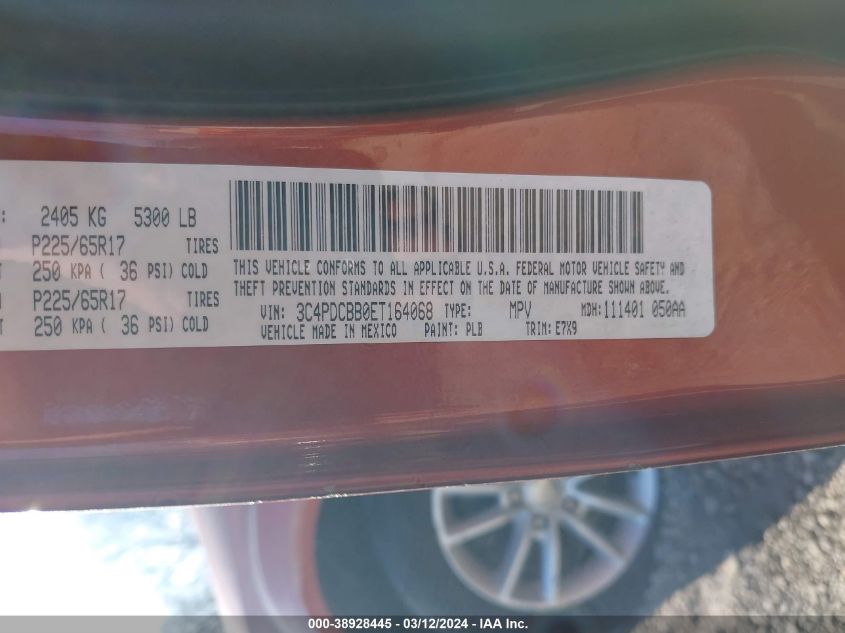 : 2405 KG 5300 LB
P225/65R17 TIRES
250 KPA ( 36 PSI) COLD
P225/65R17 TIRES
250 KPA ( 36 PSI) COLD
THIS VEHICLE CONFORMS TO ALL APPLICABLE U.S.A. FEDERAL MOTOR VEHICLE SAFETY AND
THEFT PREVENTION STANDARDS IN EFFECT ON THE DATE OF MANUFACTURE SHOWN ABOVE.
VIN: 3C4PDCBB0ET164068 TYPE: MPV MDH: 111401 050AA
VEHICLE MADE IN MEXICO PAINT: PLB TRIM: E7X9
000-38928445 - 03/12/2024 - IAA Inc.